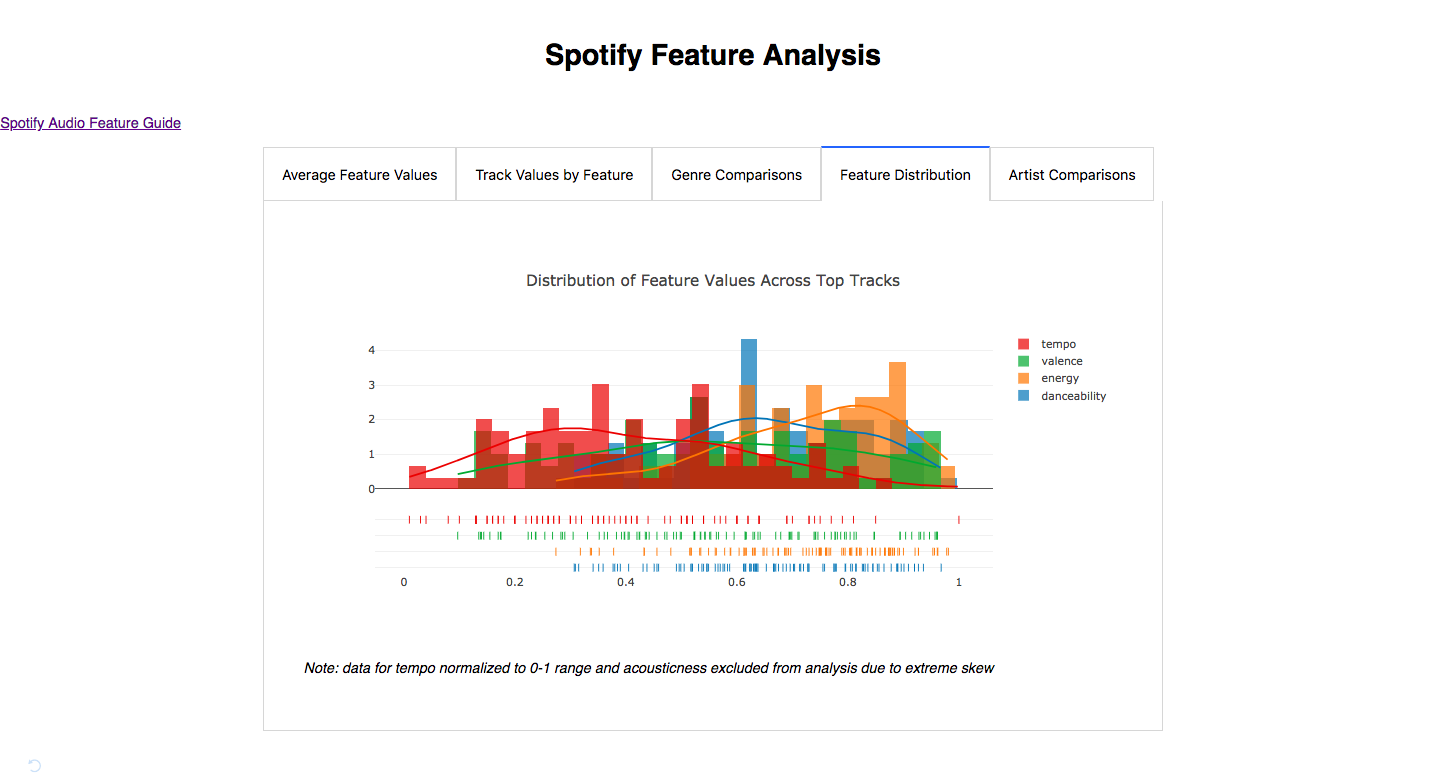 Spotify Feature Analysis
Spotify Audio Feature Guide
Average Feature Values
Track Values by Feature
Genre Comparisons
Feature Distribution
Artist Comparisons
Distribution of Feature Values Across Top Tracks
4
3
2
1
0
tempo
valence
energy
danceability
0
0.2
0.4
0.6
0.8
1
Note: data for tempo normalized to 0-1 range and acousticness excluded from analysis due to extreme skew